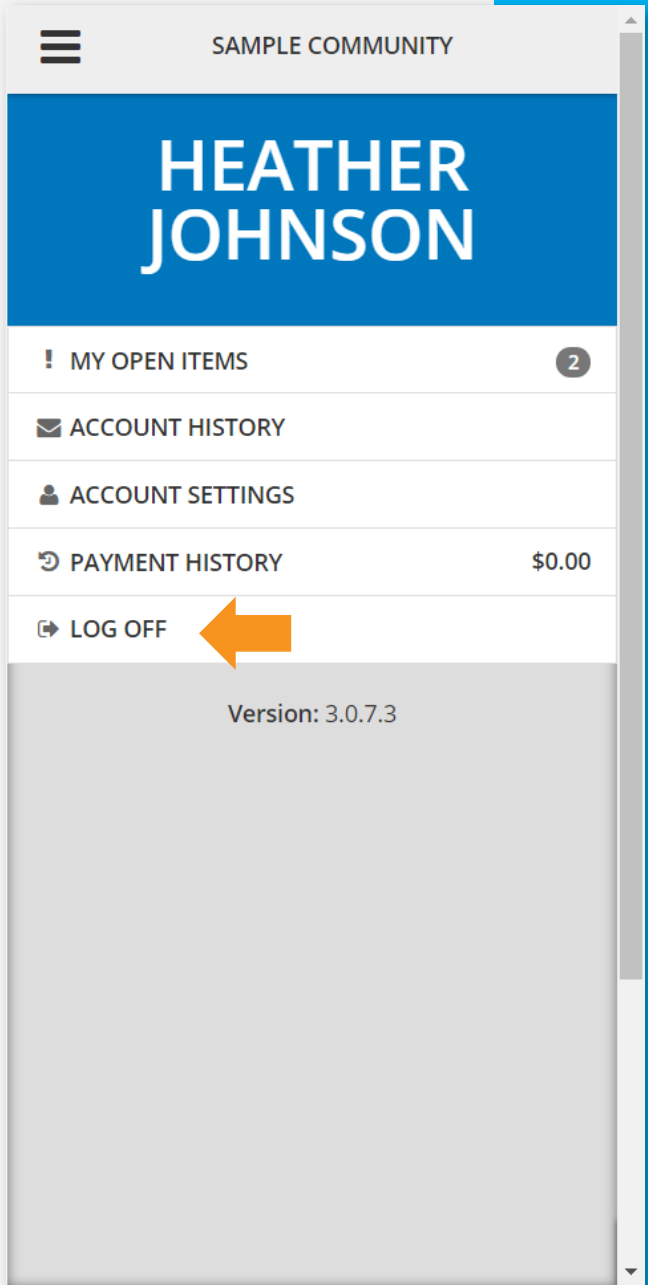 SAMPLE COMMUNITY
HEATHER
JOHNSON
! MY OPEN ITEMS 2
ACCOUNT HISTORY
ACCOUNT SETTINGS
PAYMENT HISTORY $0.00
LOG OFF
Version: 3.0.7.3